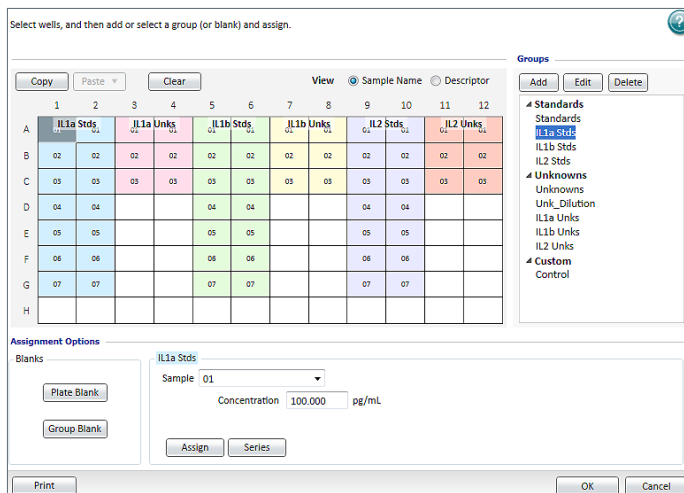 Select wells, and then add or select a group (or blank) and assign.
?
Groups
Copy Paste Clear View Sample Name Descriptor
Add Edit Delete
1 2 3 4 5 6 7 8 9 10 11 12
Standards
Standards
IL1a Stds
IL1b Stds
IL2 Stds
Unknowns
Unknowns
Unk_Dilution
IL1a Unks
IL1b Unks
IL2 Unks
Custom
Control
IL1a Stds IL1a Unks IL1b Stds IL1b Unks IL2 Stds IL2 Unks
A 01 01 01 01 01 01 01 01 01 01 01 01
B 02 02 02 02 02 02 02 02 02 02 02 02
C 03 03 03 03 03 03 03 03 03 03 03 03
D 04 04 04 04 04 04
E 05 05 05 05 05 05
F 06 06 06 06 06 06
G 07 07 07 07 07 07
H
Assignment Options
Blanks
Plate Blank
Group Blank
IL1a Stds
Sample 01
Concentration 100.000 pg/mL
Assign Series
Print OK Cancel